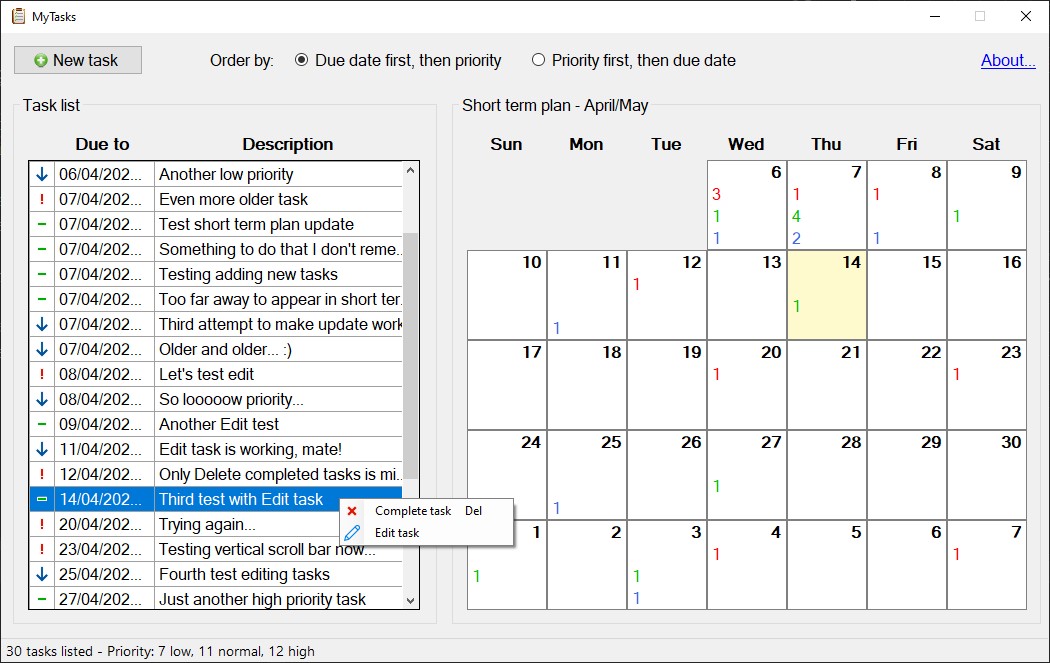 MyTasks
New task
Order by:
Due date first, then priority
Priority first, then due date
About...
Task list
Due to Description
06/04/202... Another low priority
! 07/04/202... Even more older task
07/04/202... Test short term plan update
07/04/202... Something to do that I don't reme...
07/04/202... Testing adding new tasks
07/04/202... Too far away to appear in short ter...
07/04/202... Third attempt to make update work
07/04/202... Older and older... :)
! 08/04/202... Let's test edit
08/04/202... So looooow priority...
09/04/202... Another Edit test
11/04/202... Edit task is working, mate!
! 12/04/202... Only Delete completed tasks is mi...
14/04/202... Third test with Edit task
! 20/04/202... Trying again...
! 23/04/202... Testing vertical scroll bar now...
25/04/202... Fourth test editing tasks
27/04/202... Just another high priority task
Complete task Del
Edit task
Short term plan - April/May
Sun Mon Tue Wed Thu Fri Sat
6 7 8 9
3 1 1
1 4 1
1 2 1
10 11 12 13 14 15 16
1
1
1
17 18 19 20 21 22 23
1 1
24 25 26 27 28 29 30
1
1
1 2 3 4 5 6 7
1 1
1 1
1
30 tasks listed - Priority: 7 low, 11 normal, 12 high